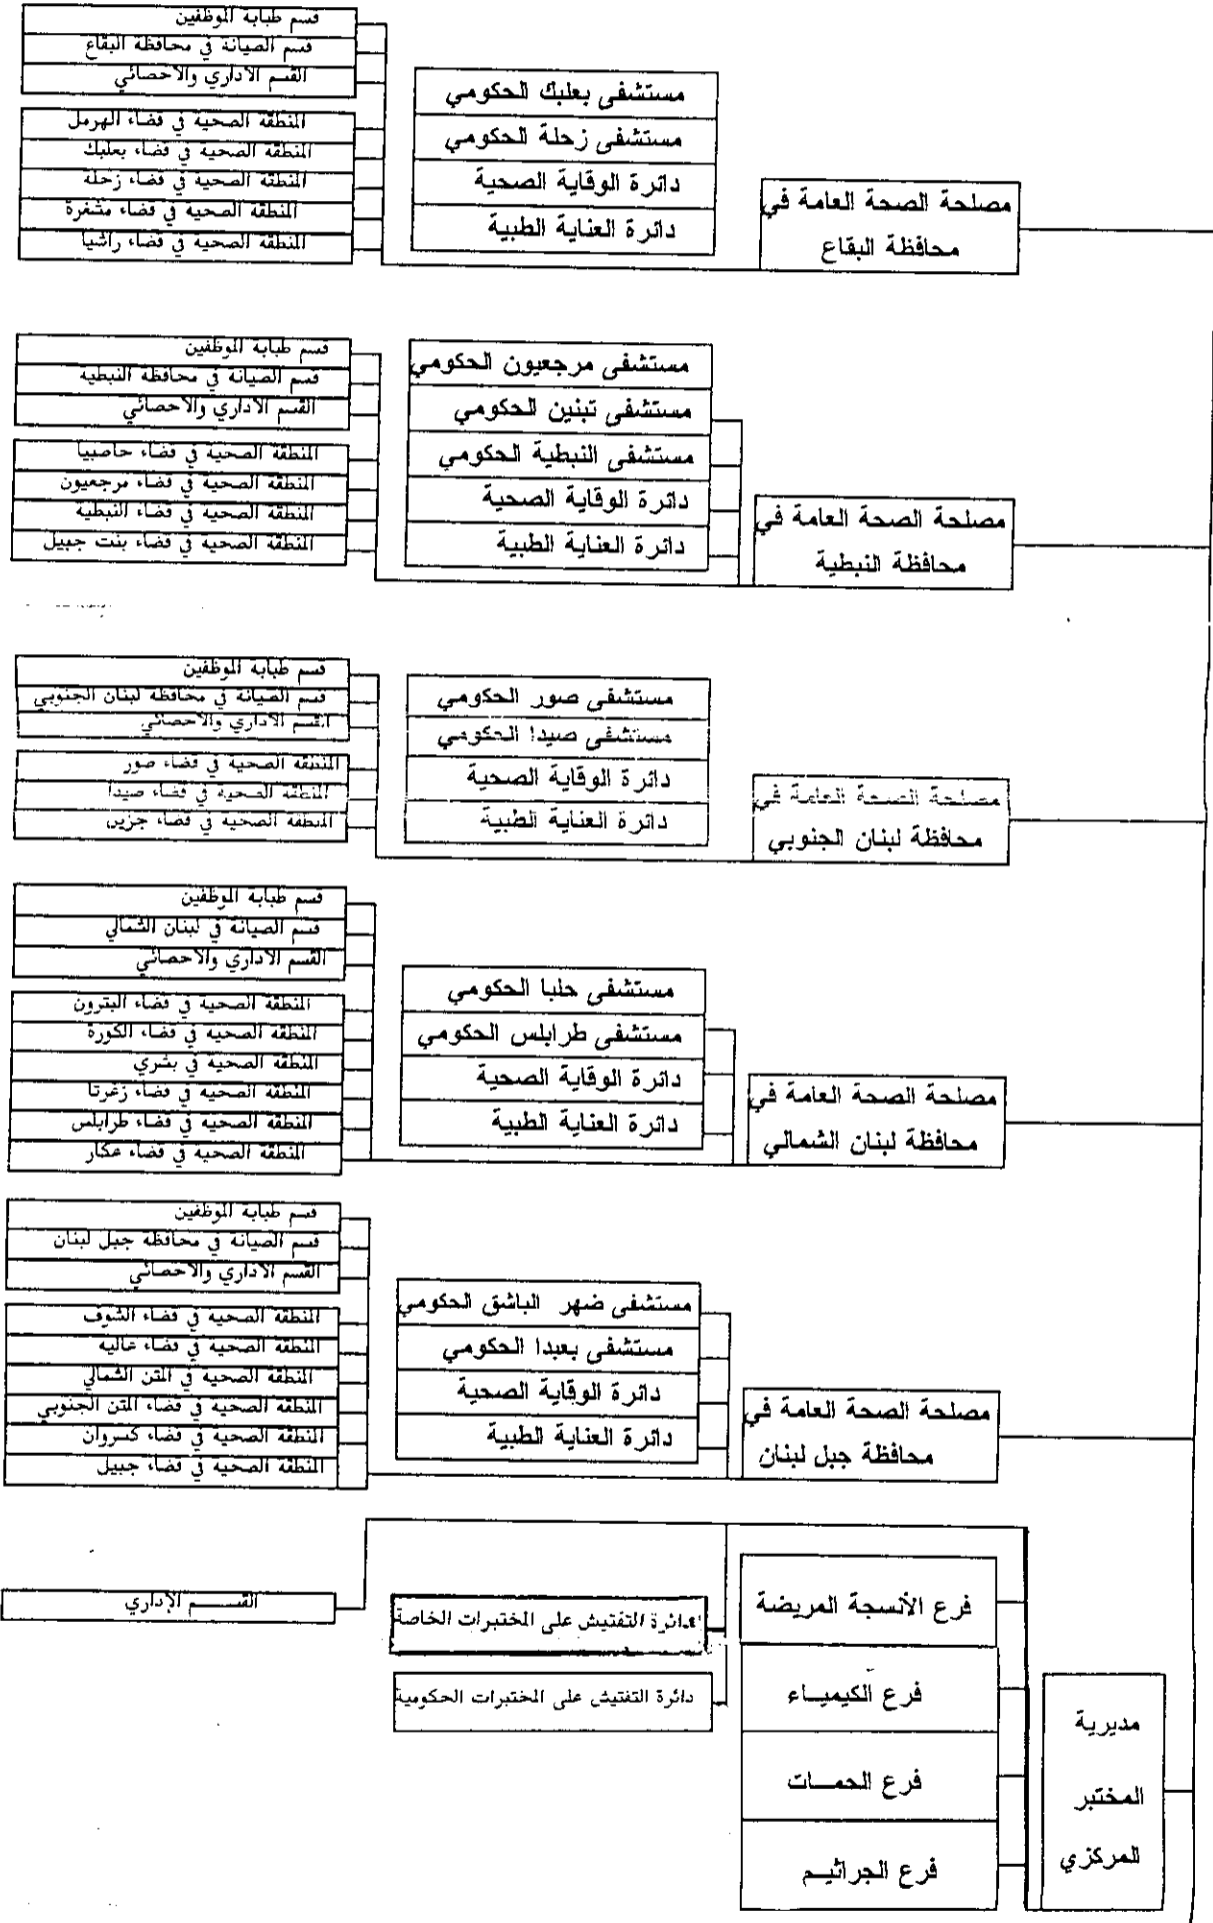 مصلحة الصحة العامة في
محافظة البقاع
مستشفى بعلبك الحكومي
مستشفى زحلة الحكومي
دائرة الوقاية الصحية
دائرة العناية الطبية
قسم طبابة الموظفين
قسم الصيانة في محافظة البقاع
القسم الاداري والاحصائي
المنطقة الصحية في قضاء الهرمل
المنطقة الصحية في قضاء بعلبك
المنطقة الصحية في قضاء زحلة
المنطقة الصحية في قضاء مشغرة
المنطقة الصحية في قضاء راشيا
مصلحة الصحة العامة في
محافظة النبطية
مستشفى مرجعيون الحكومي
مستشفى تبنين الحكومي
مستشفى النبطية الحكومي
دائرة الوقاية الصحية
دائرة العناية الطبية
قسم طبابة الموظفين
قسم الصيانة في محافظة النبطية
القسم الاداري والاحصائي
المنطقة الصحية في قضاء حاصبيا
المنطقة الصحية في قضاء مرجعيون
المنطقة الصحية في قضاء النبطية
المنطقة الصحية في قضاء بنت جبيل
مصلحة الصحة العامة في
محافظة لبنان الجنوبي
مستشفى صور الحكومي
مستشفى صيدا الحكومي
دائرة الوقاية الصحية
دائرة العناية الطبية
قسم طبابة الموظفين
قسم الصيانة في محافظة لبنان الجنوبي
القسم الاداري والاحصائي
المنطقة الصحية في قضاء صور
المنطقة الصحية في قضاء صيدا
المنطقة الصحية في قضاء جزين
مصلحة الصحة العامة في
محافظة لبنان الشمالي
مستشفى حلبا الحكومي
مستشفى طرابلس الحكومي
دائرة الوقاية الصحية
دائرة العناية الطبية
قسم طبابة الموظفين
قسم الصيانة في لبنان الشمالي
القسم الاداري والاحصائي
المنطقة الصحية في قضاء البترون
المنطقة الصحية في قضاء الكورة
المنطقة الصحية في بشري
المنطقة الصحية في قضاء زغرتا
المنطقة الصحية في قضاء طرابلس
المنطقة الصحية في قضاء عكار
مصلحة الصحة العامة في
محافظة جبل لبنان
مستشفى ضهر الباشق الحكومي
مستشفى بعبدا الحكومي
دائرة الوقاية الصحية
دائرة العناية الطبية
قسم طبابة الموظفين
قسم الصيانة في محافظة جبل لبنان
القسم الاداري والاحصائي
المنطقة الصحية في قضاء الشوف
المنطقة الصحية في قضاء عاليه
المنطقة الصحية في المتن الشمالي
المنطقة الصحية في قضاء المتن الجنوبي
المنطقة الصحية في قضاء كسروان
المنطقة الصحية في قضاء جبيل
مديرية
المختبر
المركزي
فرع الأنسجة المريضة
فرع الكيميـاء
فرع الحمـات
فرع الجراثيـم
دائرة التفتيش على المختبرات الخاصة
دائرة التفتيش على المختبرات الحكومية
القســـم الإداري